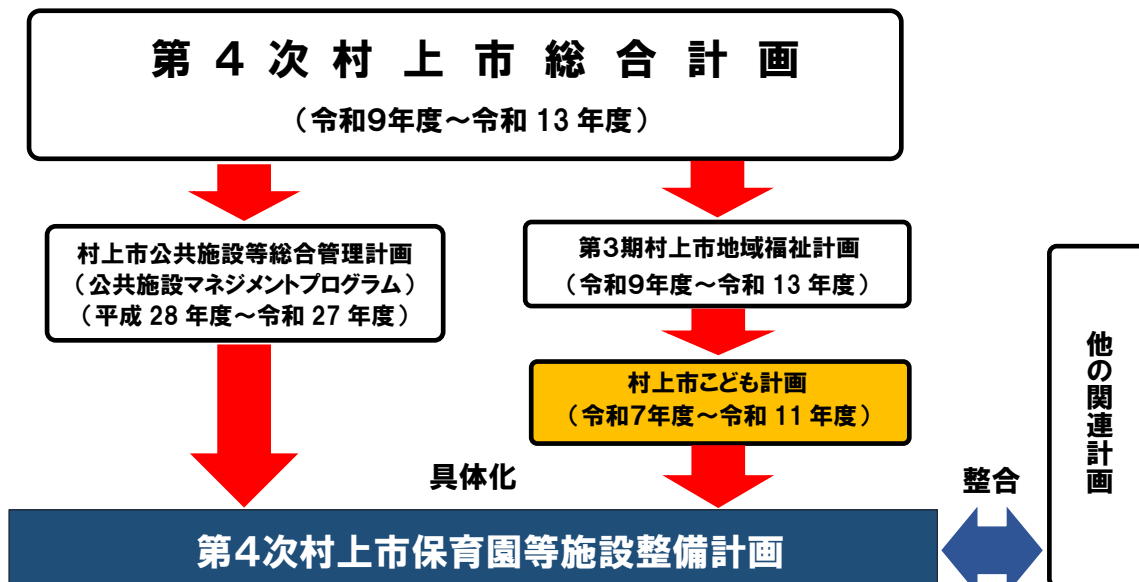 第４次村上市総合計画
（令和９年度～令和 13 年度）
村上市公共施設等総合管理計画
（公共施設マネジメントプログラム）
（平成 28 年度～令和 27 年度）
第３期村上市地域福祉計画
（令和９年度～令和 13 年度）
村上市こども計画
（令和７年度～令和 11 年度）
具体化
整合
他の関連計画
第４次村上市保育園等施設整備計画